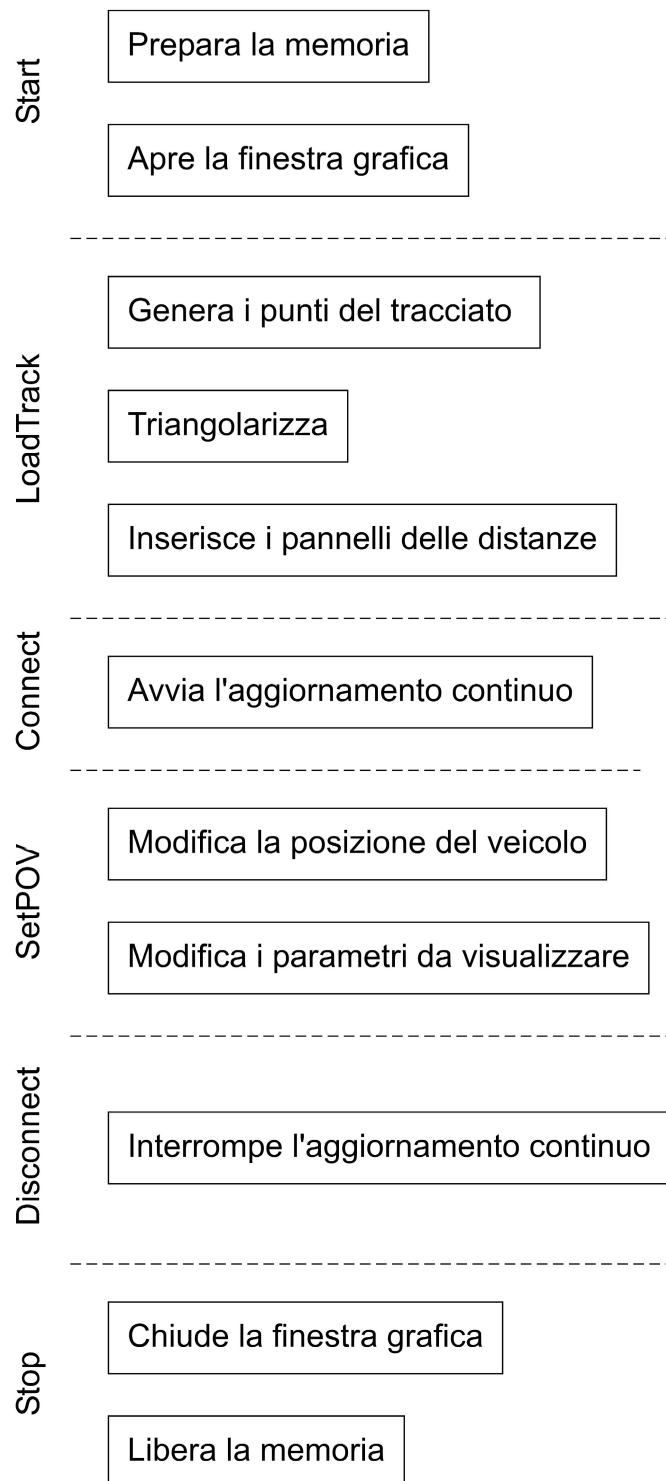 Start
Prepara la memoria
Apre la finestra grafica
LoadTrack
Genera i punti del tracciato
Triangolarizza
Inserisce i pannelli delle distanze
Connect
Avvia l'aggiornamento continuo
SetPOV
Modifica la posizione del veicolo
Modifica i parametri da visualizzare
Disconnect
Interrompe l'aggiornamento continuo
Stop
Chiude la finestra grafica
Libera la memoria